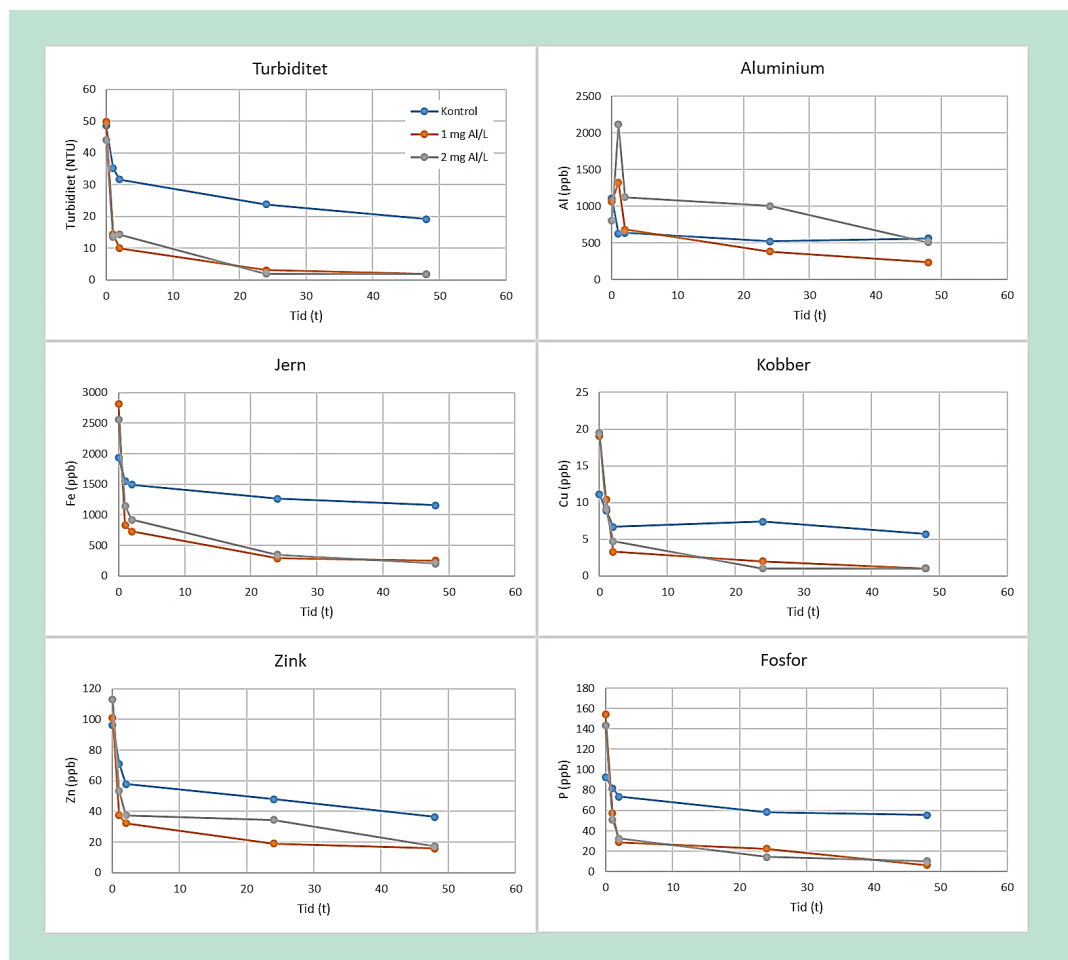 Turbiditet
60
50
40
30
20
10
0
Turbiditet (NTU)
Kontrol
1 mg Al/L
2 mg Al/L
0 10 20 30 40 50 60
Tid (t)
Aluminium
2500
2000
1500
1000
500
0
Al (ppb)
0 10 20 30 40 50 60
Tid (t)
Jern
3000
2500
2000
1500
1000
500
0
Fe (ppb)
0 10 20 30 40 50 60
Tid (t)
Kobber
25
20
15
10
5
0
Cu (ppb)
0 10 20 30 40 50 60
Tid (t)
Zink
120
100
80
60
40
20
0
Zn (ppb)
0 10 20 30 40 50 60
Tid (t)
Fosfor
180
160
140
120
100
80
60
40
20
0
P (ppb)
0 10 20 30 40 50 60
Tid (t)